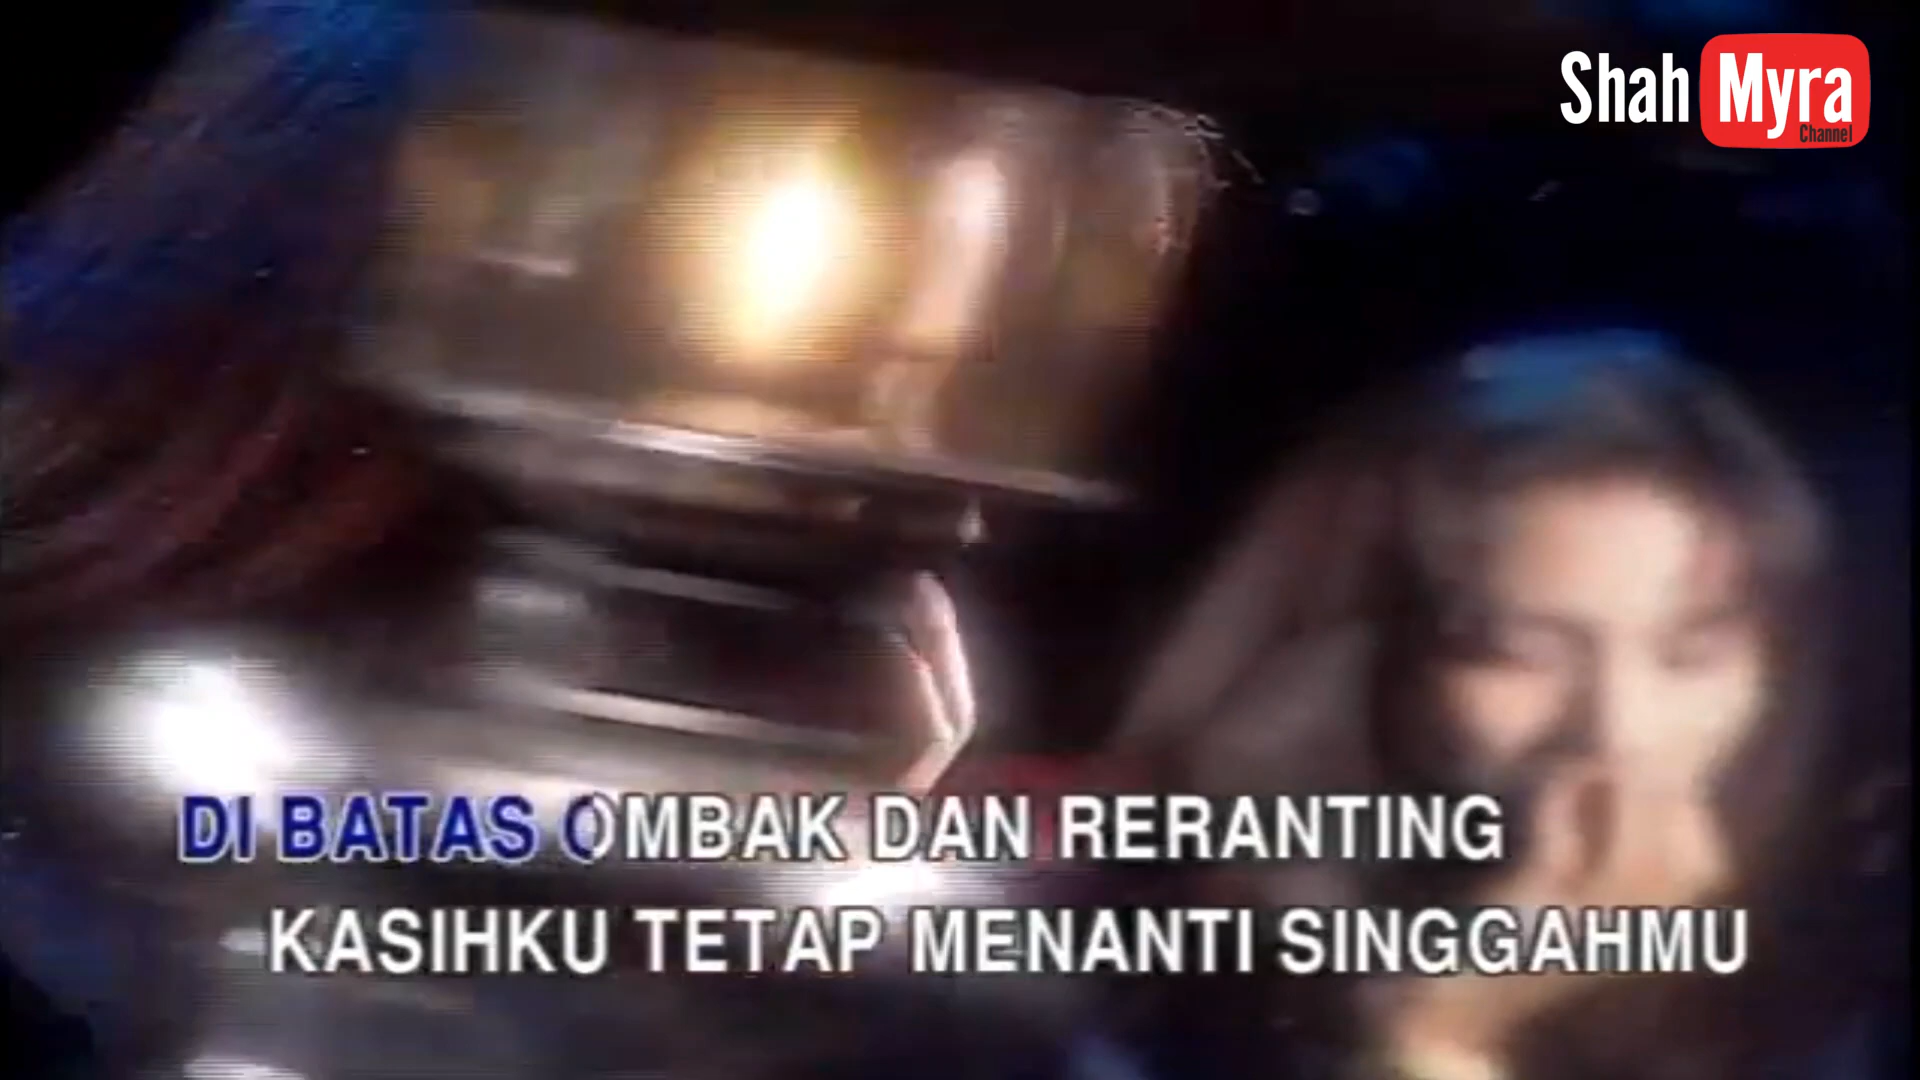 Shah Myra
Channel
DI BATAS OMBAK DAN RERANTING
KASIHKU TETAP MENANTI SINGGAHMU